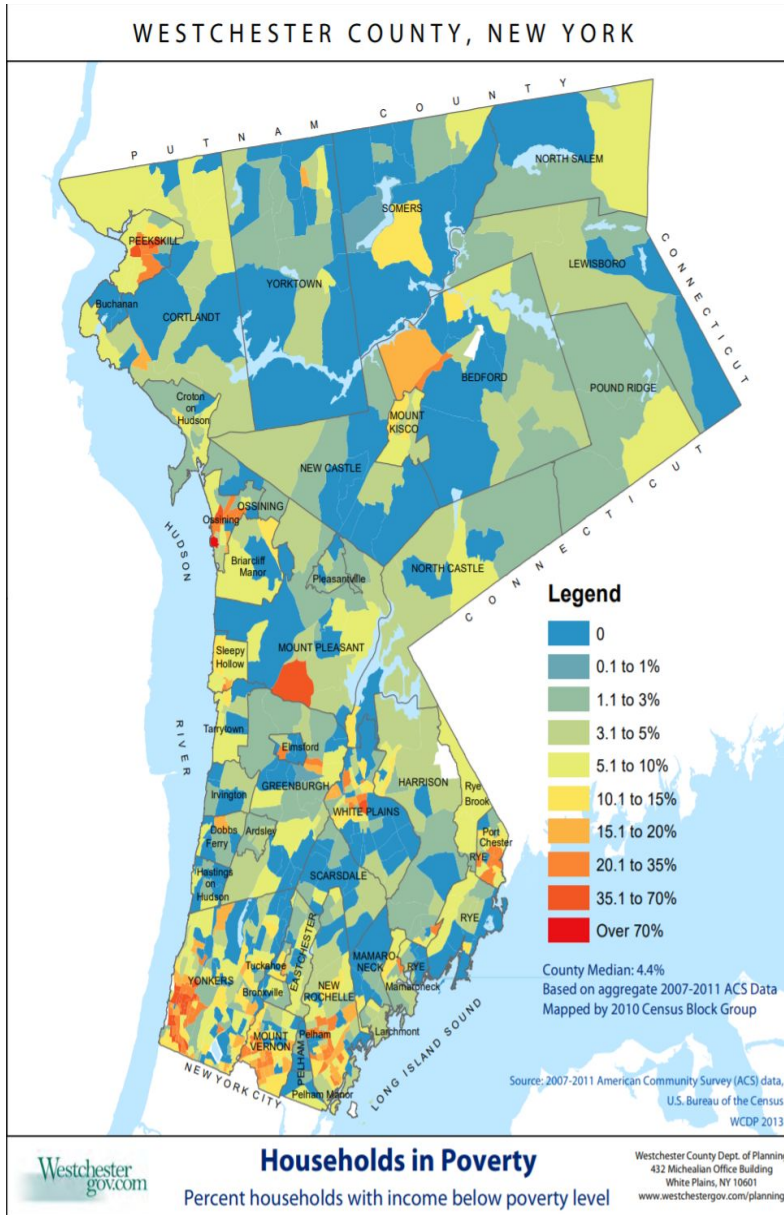 WESTCHESTER COUNTY, NEW YORK
PUTNAM COUNTY
NORTH SALEM
SOMERS
PEEKSKILL
CONNECTICUT
LEWISBORO
YORKTOWN
Buchanan
CORTLANDT
BEDFORD
POUND RIDGE
Croton
on
Hudson
MOUNT
KISCO
NEW CASTLE
OSSINING
Ossining
HUDSON
RIVER
Briarcliff
Manor
Pleasantville
NORTH CASTLE
CONNECTICUT
Legend
0
0.1 to 1%
1.1 to 3%
3.1 to 5%
5.1 to 10%
10.1 to 15%
15.1 to 20%
20.1 to 35%
35.1 to 70%
Over 70%
MOUNT PLEASANT
Sleepy
Hollow
Tarrytown
Elmsford
GREENBURGH
HARRISON
Rye
Brook
Irvington
WHITE PLAINS
Port
Chester
RYE
Dobbs
Ferry
Ardsley
SCARSDALE
Hastings
on
Hudson
RYE
EASTCHESTER
MAMARO-
NECK
RYE
Mamaroneck
Tuckahoe
YONKERS
Bronxville
NEW
ROCHELLE
Larchmont
MOUNT
VERNON
Pelham
PELHAM
Pelham Manor
NEW YORK CITY
LONG ISLAND SOUND
County Median: 4.4%
Based on aggregate 2007-2011 ACS Data
Mapped by 2010 Census Block Group
Source: 2007-2011 American Community Survey (ACS) data,
U.S. Bureau of the Census
WCDP 2013
Westchester
gov.com
Households in Poverty
Percent households with income below poverty level
Westchester County Dept. of Planning
432 Michealian Office Building
White Plains, NY 10601
www.westchestergov.com/planning